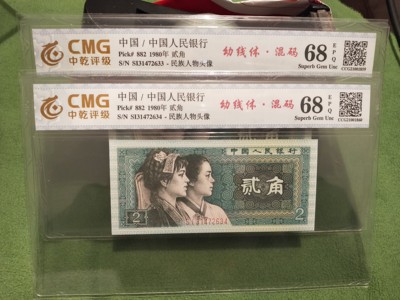 CMG
中乾评级
中国 / 中国人民银行
Pick# 882 1980年 贰角
S/N SI31472635 - 民族人物头像
幼线体·混码
68
EPQ
Superb Gem Unc
CMG
中乾评级
中国 / 中国人民银行
Pick# 882 1980年 贰角
S/N SI31472634 - 民族人物头像
幼线体·混码
68
EPQ
Superb Gem Unc
中国人民银行
贰角
2
2